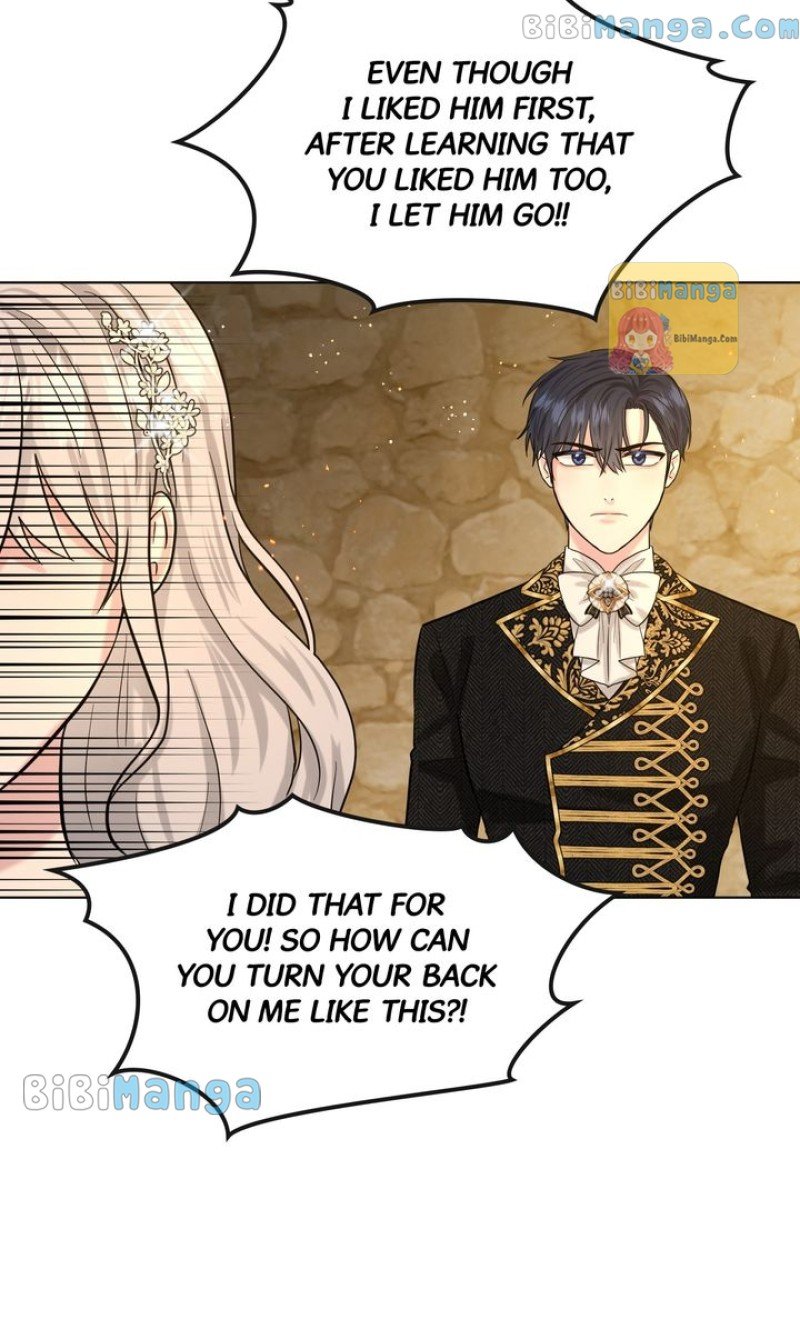 BiBiManga.Com
EVEN THOUGH
I LIKED HIM FIRST,
AFTER LEARNING THAT
YOU LIKED HIM TOO,
I LET HIM GO!!
BiBiManga
BibiManga.Com
I DID THAT FOR
YOU! SO HOW CAN
YOU TURN YOUR BACK
ON ME LIKE THIS?!
BiBiManga